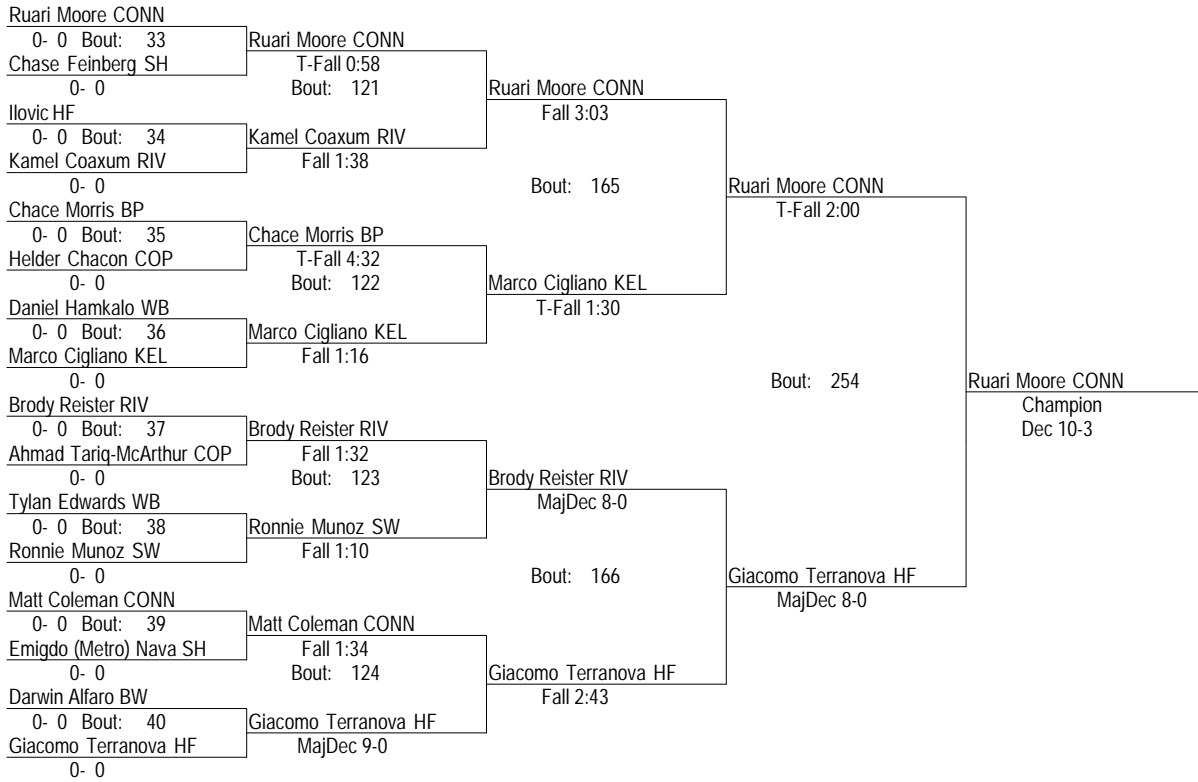 Ruari Moore CONN
0- 0 Bout: 33
Chase Feinberg SH
0- 0
Ilovic HF
0- 0 Bout: 34
Kamel Coaxum RIV
0- 0
Chace Morris BP
0- 0 Bout: 35
Helder Chacon COP
0- 0
Daniel Hamkalo WB
0- 0 Bout: 36
Marco Cigliano KEL
0- 0
Brody Reister RIV
0- 0 Bout: 37
Ahmad Tariq-McArthur COP
0- 0
Tylan Edwards WB
0- 0 Bout: 38
Ronnie Munoz SW
0- 0
Matt Coleman CONN
0- 0 Bout: 39
Emigdo (Metro) Nava SH
0- 0
Darwin Alfaro BW
0- 0 Bout: 40
Giacomo Terranova HF
0- 0
Ruari Moore CONN
T-Fall 0:58
Bout: 121
Kamel Coaxum RIV
Fall 1:38
Chace Morris BP
T-Fall 4:32
Bout: 122
Marco Cigliano KEL
Fall 1:16
Brody Reister RIV
Fall 1:32
Bout: 123
Ronnie Munoz SW
Fall 1:10
Matt Coleman CONN
Fall 1:34
Bout: 124
Giacomo Terranova HF
MajDec 9-0
Ruari Moore CONN
Fall 3:03
Bout: 165
Marco Cigliano KEL
T-Fall 1:30
Brody Reister RIV
MajDec 8-0
Bout: 166
Giacomo Terranova HF
Fall 2:43
Ruari Moore CONN
T-Fall 2:00
Bout: 254
Giacomo Terranova HF
MajDec 8-0
Ruari Moore CONN
Champion
Dec 10-3